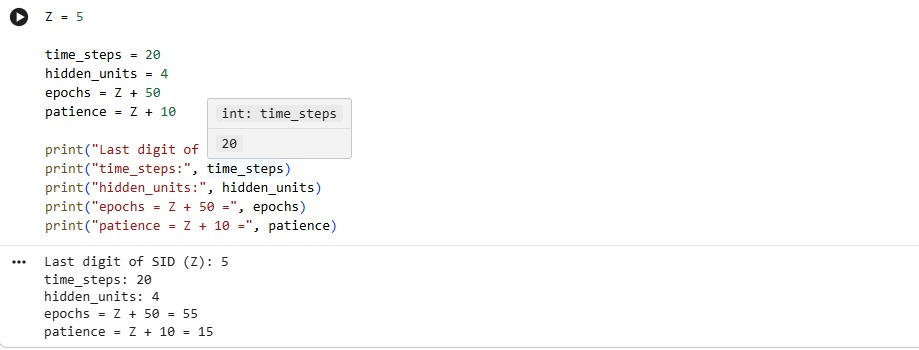 Z = 5
time_steps = 20
hidden_units = 4
epochs = Z + 50
patience = Z + 10
int: time_steps
20
print("Last digit of
print("time_steps:", time_steps)
print("hidden_units:", hidden_units)
print("epochs = Z + 50 =", epochs)
print("patience = Z + 10 =", patience)
Last digit of SID (Z): 5
time_steps: 20
hidden_units: 4
epochs = Z + 50 = 55
patience = Z + 10 = 15